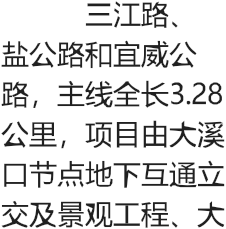 三江路、
盐公路和宜威公
路，主线全长3.28
公里，项目由大溪
口节点地下互通立
交及景观工程、大